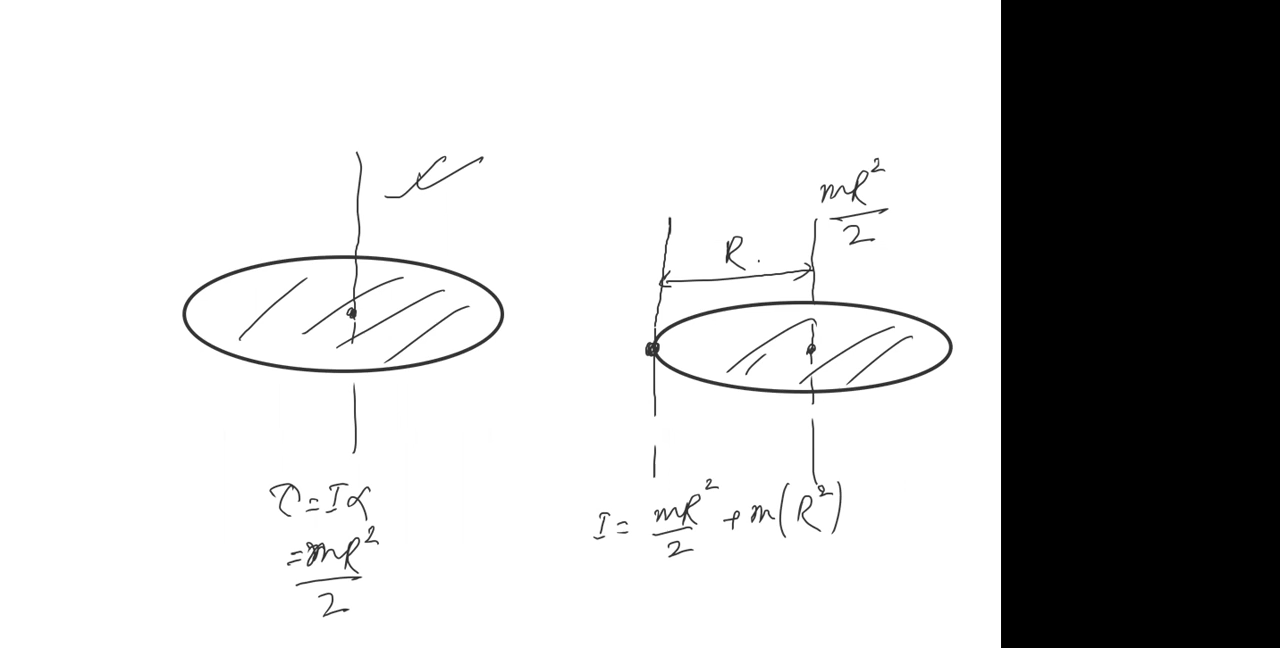 τ = Iα
= mR²/2
R.
mR²/2
I = mR²/2 + m(R²)